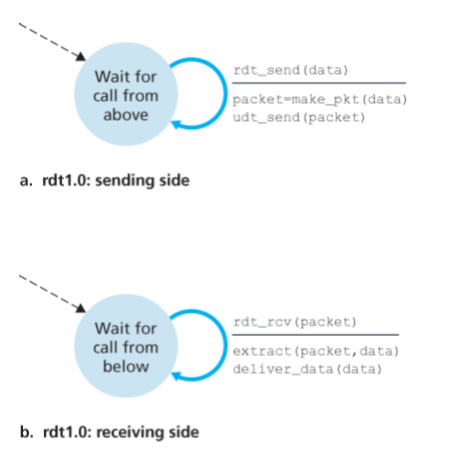 Wait for
call from
above
rdt_send(data)
packet=make_pkt(data)
udt_send(packet)
a. rdt1.0: sending side
Wait for
call from
below
rdt_rcv(packet)
extract(packet,data)
deliver_data(data)
b. rdt1.0: receiving side